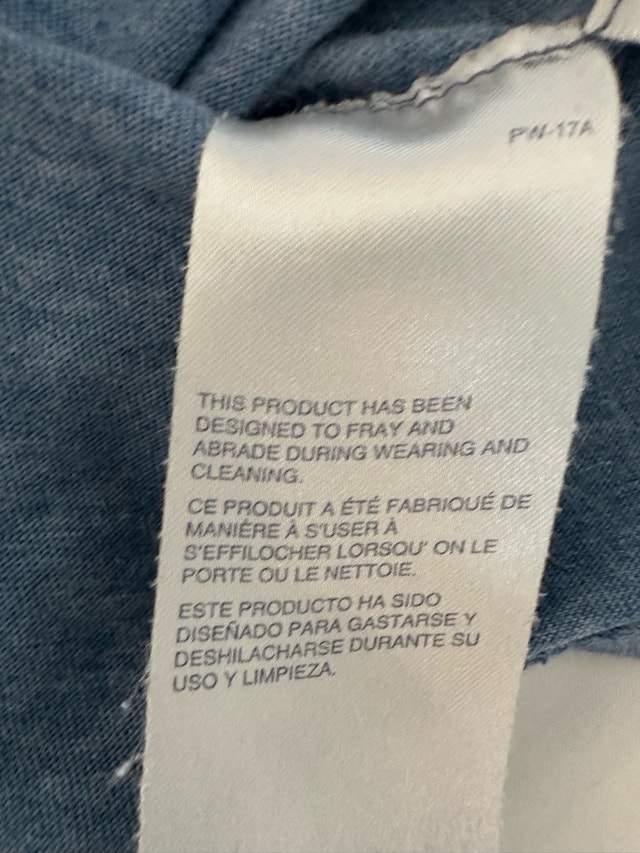 PW-17A
THIS PRODUCT HAS BEEN
DESIGNED TO FRAY AND
ABRADE DURING WEARING AND
CLEANING.
CE PRODUIT A ÉTÉ FABRIQUÉ DE
MANIÈRE À S'USER À
S'EFFILOCHER LORSQU' ON LE
PORTE OU LE NETTOIE.
ESTE PRODUCTO HA SIDO
DISEÑADO PARA GASTARSE Y
DESHILACHARSE DURANTE SU
USO Y LIMPIEZA.